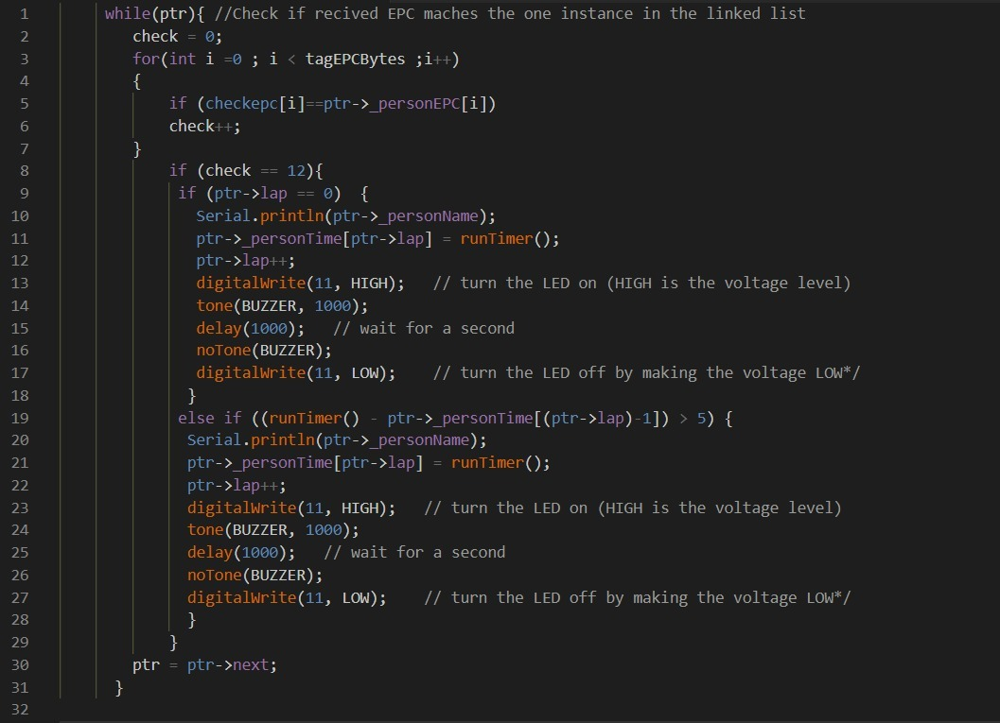 1 while(ptr){ //Check if recived EPC maches the one instance in the linked list
2 check = 0;
3 for(int i =0 ; i < tagEPCBytes ;i++)
4 {
5 if (checkepc[i]==ptr->_personEPC[i])
6 check++;
7 }
8 if (check == 12){
9 if (ptr->lap == 0)  {
10 Serial.println(ptr->_personName);
11 ptr->_personTime[ptr->lap] = runTimer();
12 ptr->lap++;
13 digitalWrite(11, HIGH);   // turn the LED on (HIGH is the voltage level)
14 tone(BUZZER, 1000);
15 delay(1000);   // wait for a second
16 noTone(BUZZER);
17 digitalWrite(11, LOW);    // turn the LED off by making the voltage LOW*/
18 }
19 else if ((runTimer() - ptr->_personTime[(ptr->lap)-1]) > 5) {
20 Serial.println(ptr->_personName);
21 ptr->_personTime[ptr->lap] = runTimer();
22 ptr->lap++;
23 digitalWrite(11, HIGH);   // turn the LED on (HIGH is the voltage level)
24 tone(BUZZER, 1000);
25 delay(1000);   // wait for a second
26 noTone(BUZZER);
27 digitalWrite(11, LOW);    // turn the LED off by making the voltage LOW*/
28 }
29 }
30 ptr = ptr->next;
31 }
32